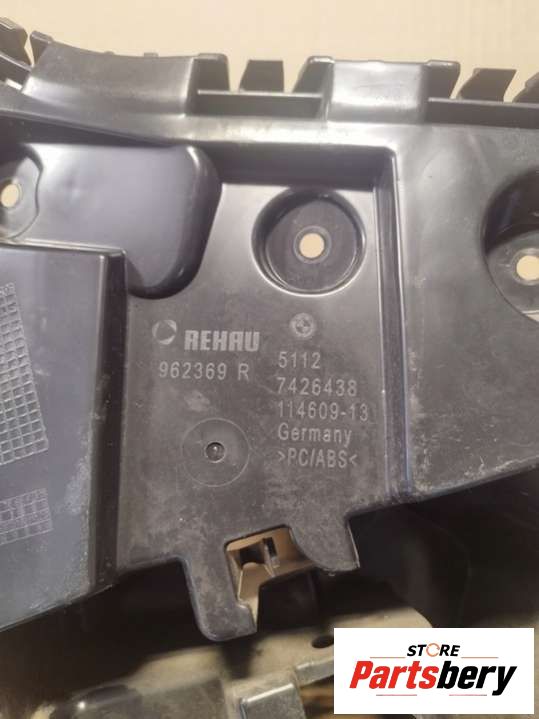 REHAU
962369 R
5112
7426438
114609-13
Germany
>PC/ABS<
STORE
Partsbery